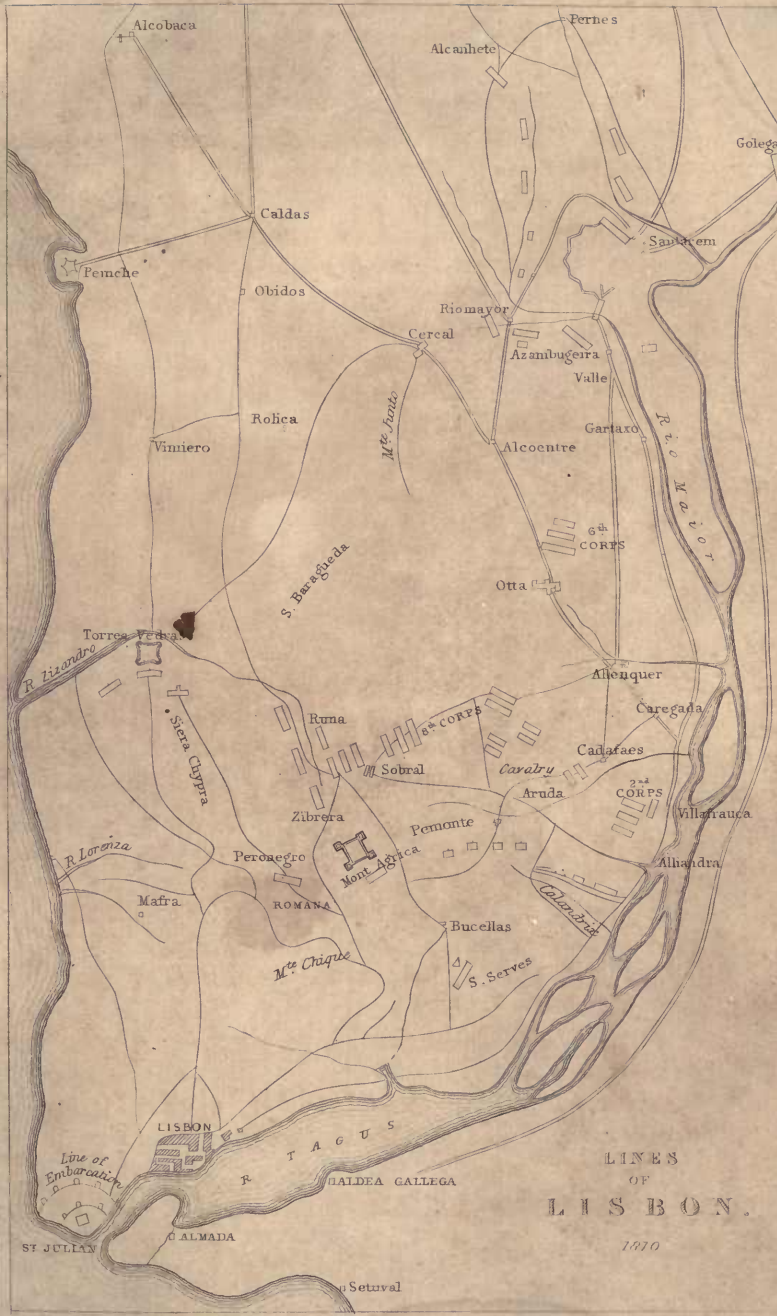 Alcobaca
Pernes
Alcanhete
Golega
Caldas
Santarem
Peniche
Obidos
Riomayor
Cercal
Azambugeira
Valle
Mte Junto
Rolica
Vimiero
Alcoentre
Cartaxo
Rio Maior
6th
CORPS
S. Baragueda
Otta
Torres Vedras
R Lizandro
Allenquer
Siera Chypra
Runa
8th CORPS
Caregada
Cadafaes
Sobral
Cavalry
Aruda
2nd
CORPS
Villafranca
Zibrera
Pemonte
Mont Agrica
R Lorenza
Peronegro
Alhandra
ROMANA
Calandrix
Mafra
Bucellas
Mte Chique
S. Serves
LISBON
R TAGUS
Line of
Embarcation
LINES
OF
LISBON.
1810
ALDEA GALLEGA
ALMADA
ST JULIAN
Setuval